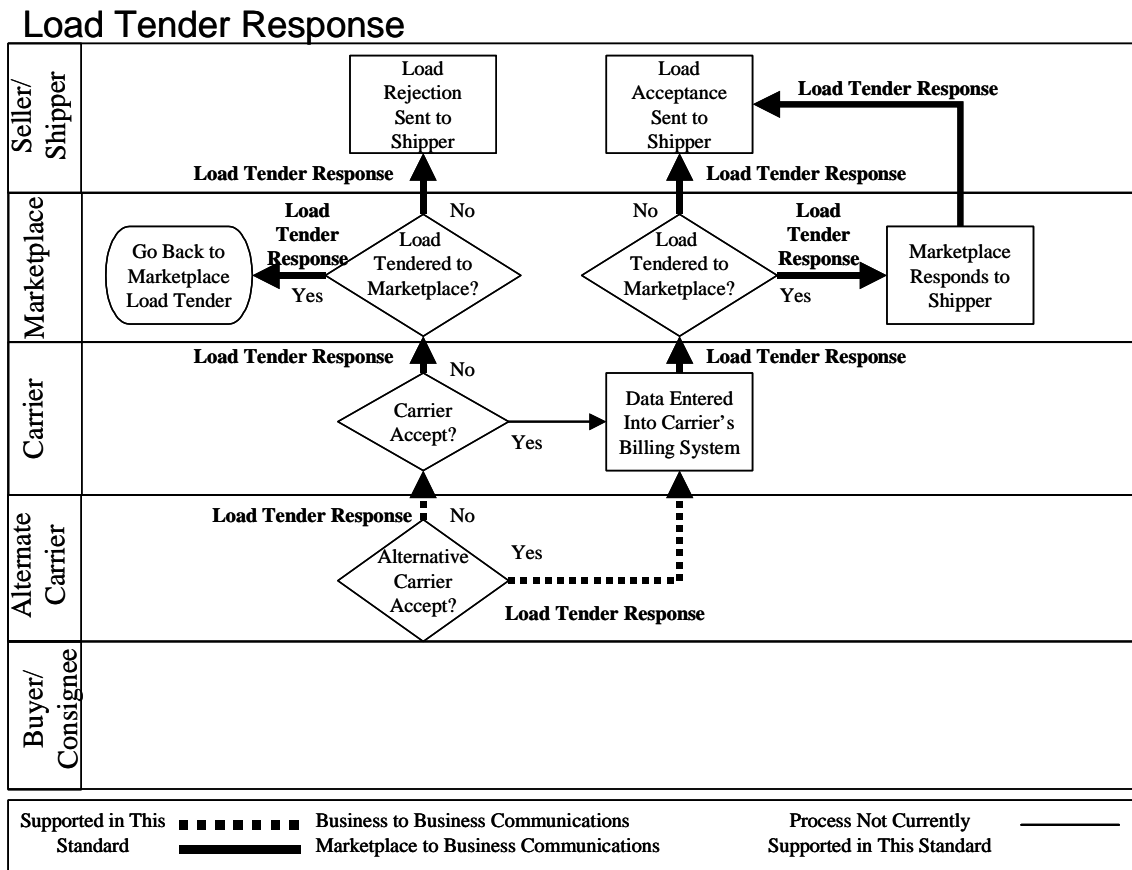 Load Tender Response
Seller/
Shipper
Load
Rejection
Sent to
Shipper
Load
Acceptance
Sent to
Shipper
Load Tender Response
Load Tender Response
Load Tender Response
Marketplace
Go Back to
Marketplace
Load Tender
Load
Tender
Response
Yes
No
Load
Tendered to
Marketplace?
No
Load
Tendered to
Marketplace?
Load
Tender
Response
Yes
Marketplace
Responds to
Shipper
Carrier
Load Tender Response
No
Carrier
Accept?
Yes
Load Tender Response
Data Entered
Into Carrier's
Billing System
Alternate
Carrier
Load Tender Response
No
Alternative
Carrier
Accept?
Yes
Load Tender Response
Buyer/
Consignee
Supported in This
Standard
Business to Business Communications
Marketplace to Business Communications
Process Not Currently
Supported in This Standard